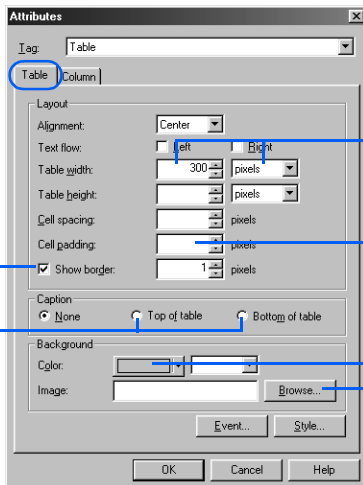 Attributes
Tag: Table
Table Column
Layout
Alignment: Center
Text flow: Left Right
Table width: 300 pixels
Table height: pixels
Cell spacing: pixels
Cell padding: pixels
Show border: 1 pixels
Caption
None Top of table Bottom of table
Background
Color:
Image: Browse...
Event... Style...
OK Cancel Help